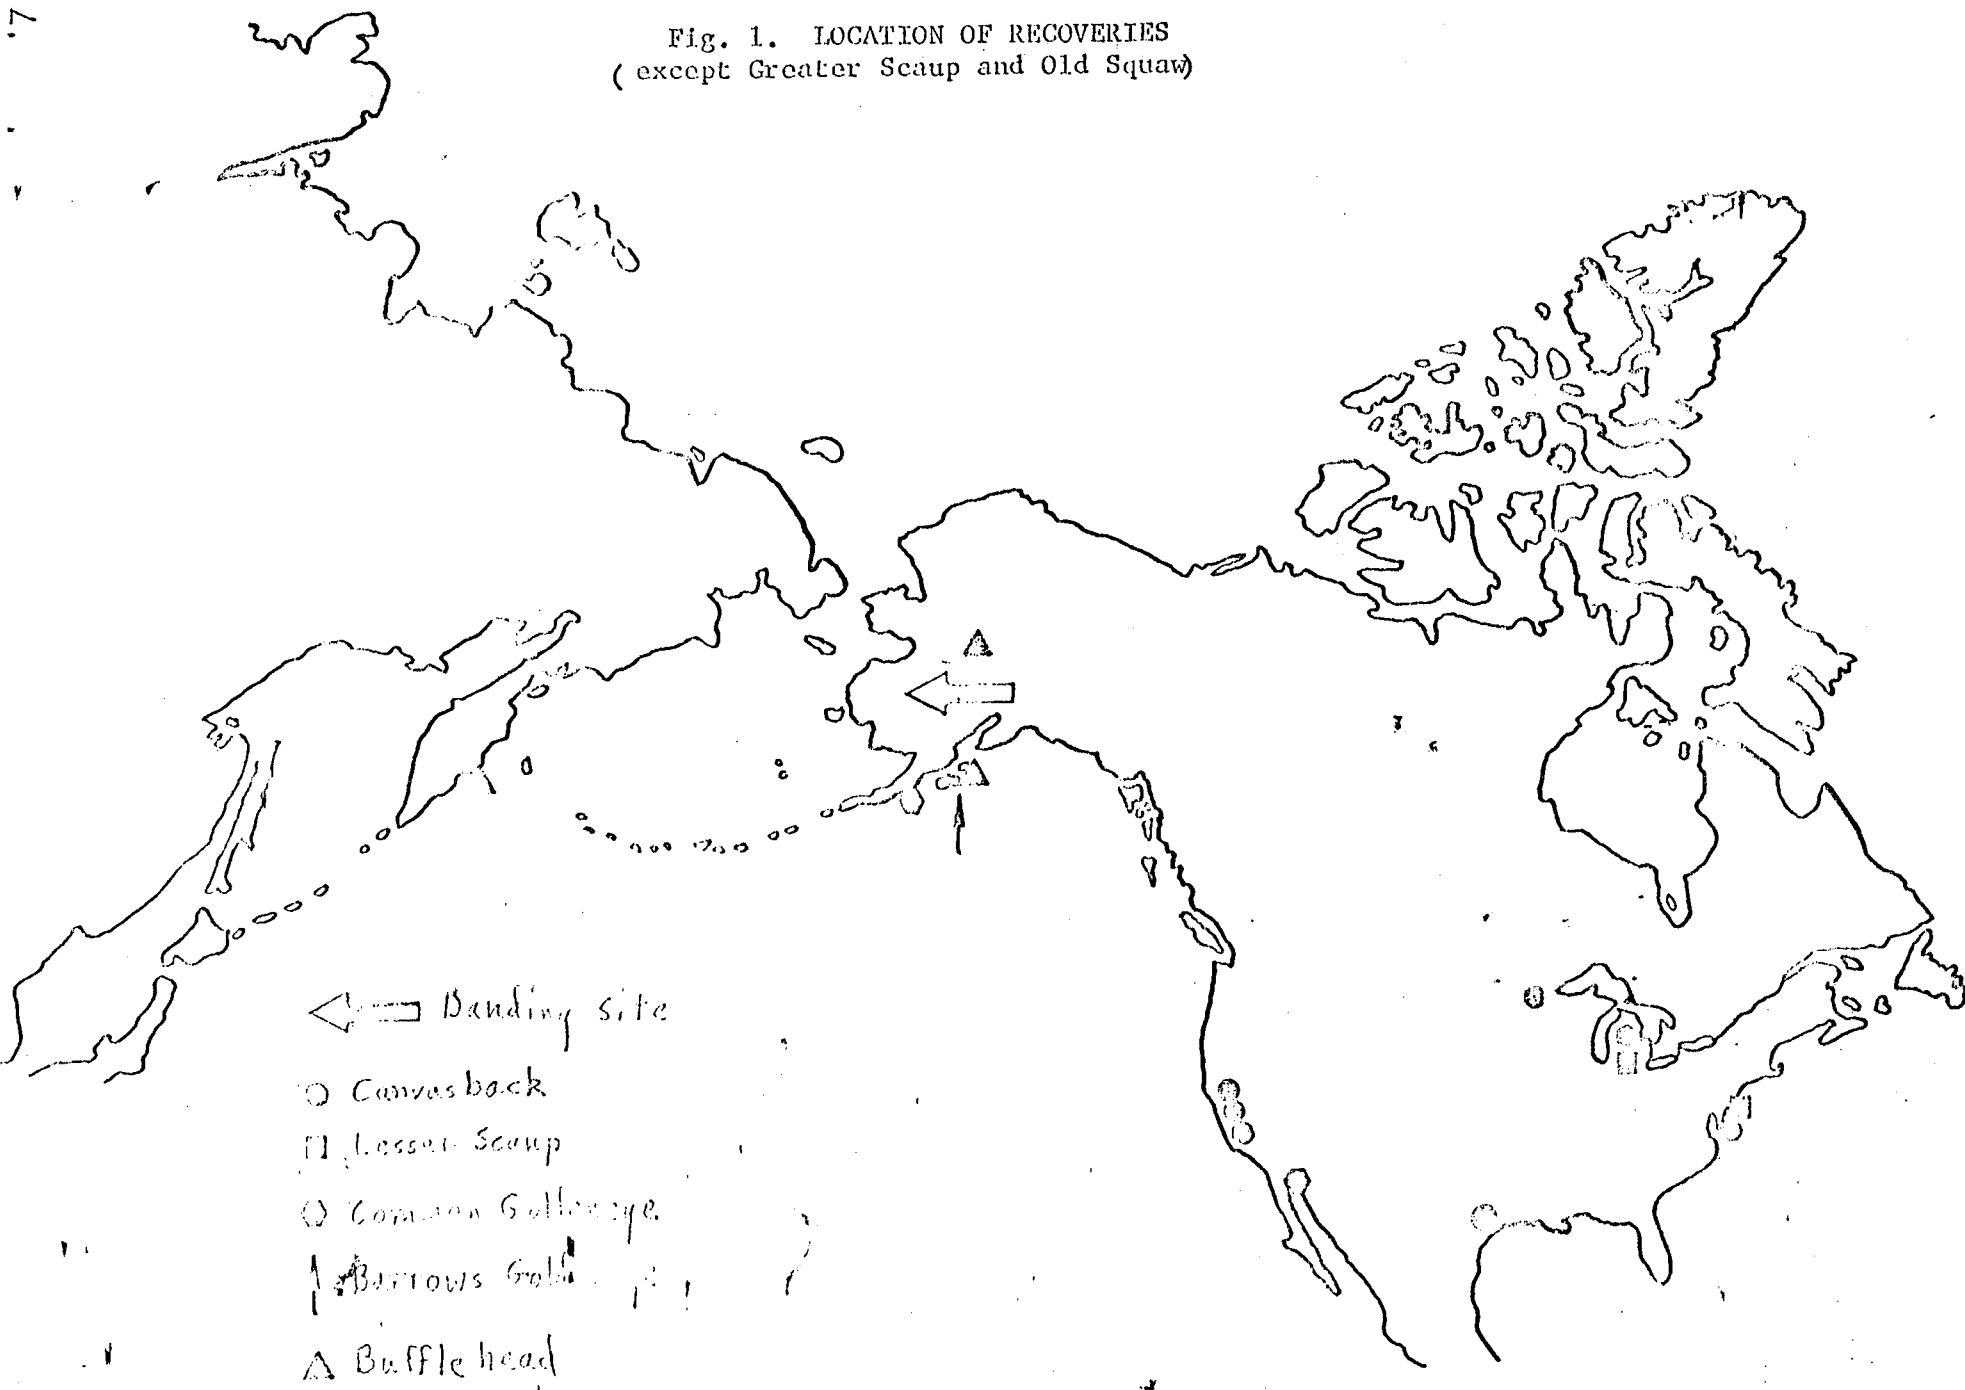 Fig. 1. LOCATION OF RECOVERIES
(except Greater Scaup and Old Squaw)
Banding site
Canvasback
Lesser Scaup
Common Goldeneye
Barrows
Bufflehead